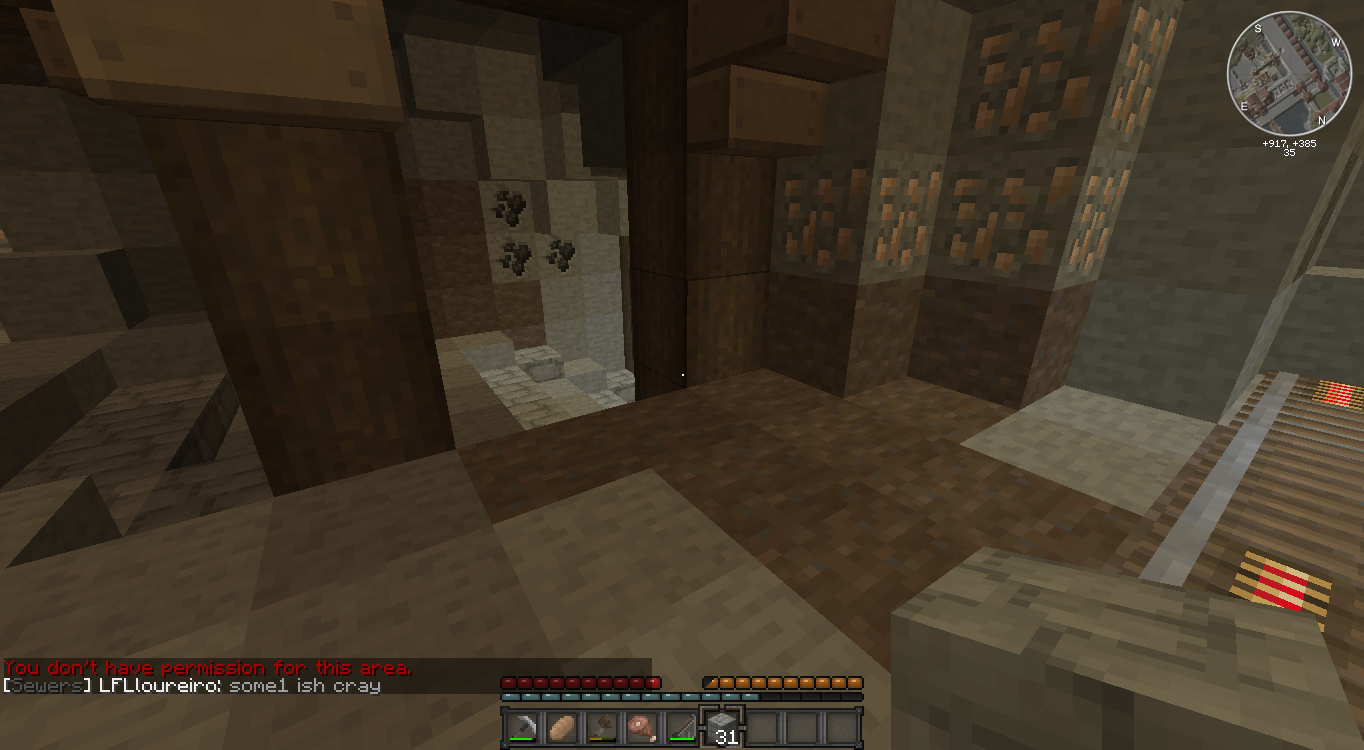 S
W
E
N
+917, +385
35
You don't have permission for this area.
[Sewers] LFLloureiro: some1 ish cray
31